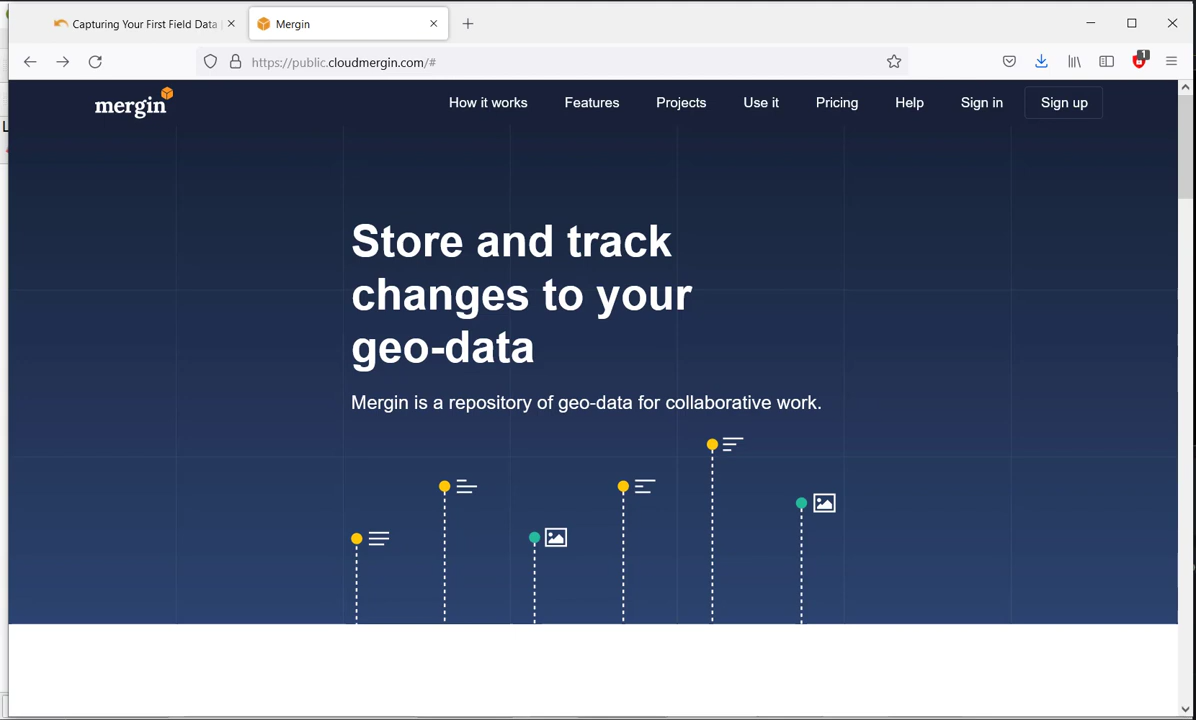 Capturing Your First Field Data
Mergin
https://public.cloudmergin.com/#
1
mergin
How it works Features Projects Use it Pricing Help Sign in Sign up
Store and track
changes to your
geo-data
Mergin is a repository of geo-data for collaborative work.